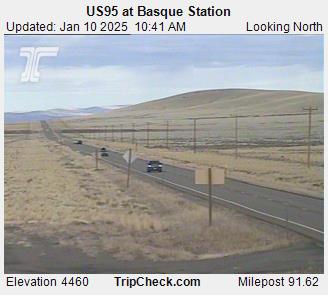 US95 at Basque Station
Updated: Jan 10 2025 10:41 AM Looking North
Elevation 4460 TripCheck.com Milepost 91.62